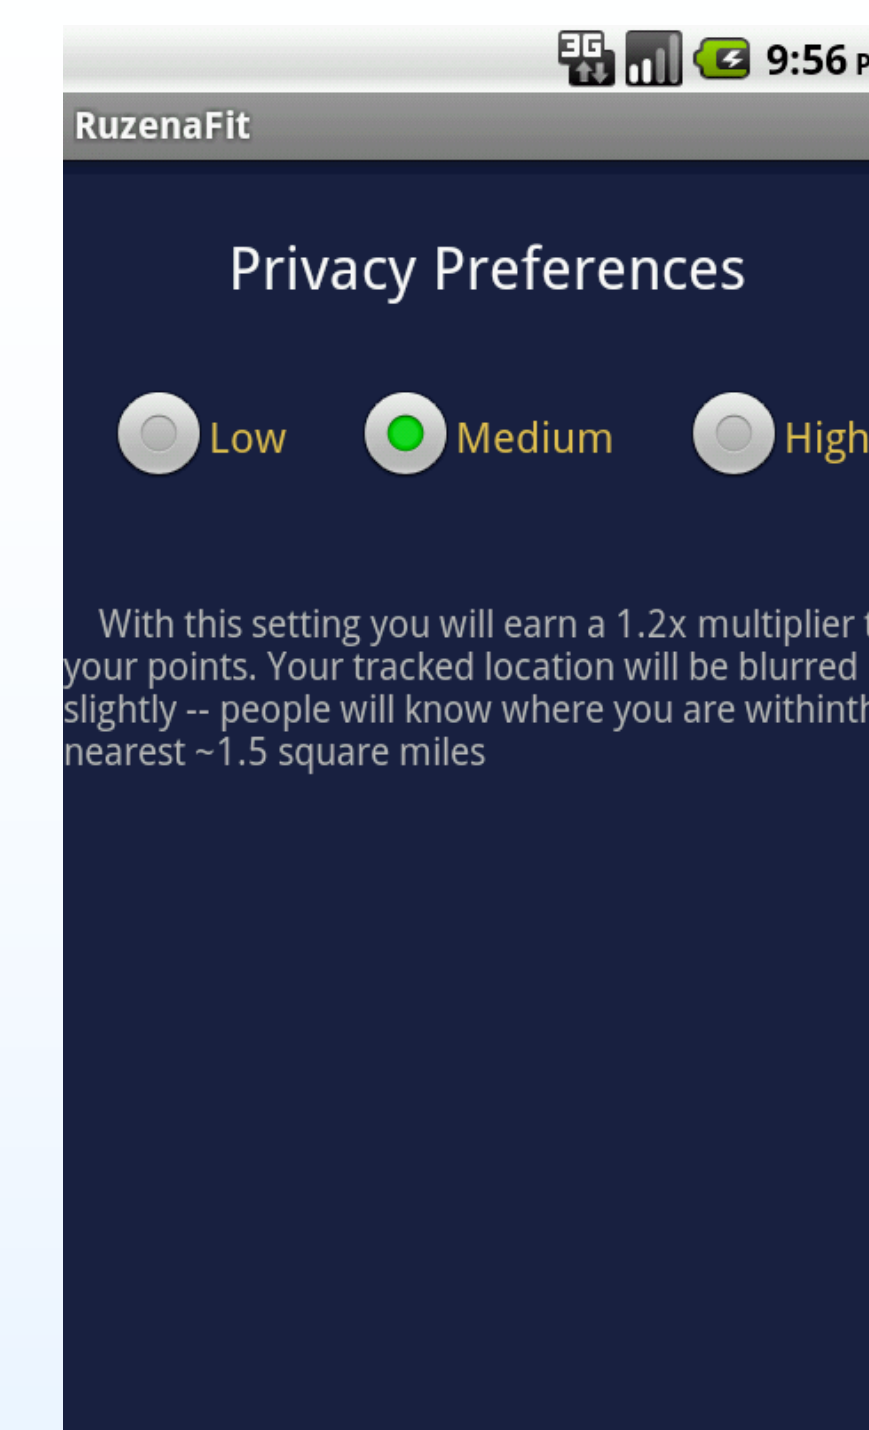 3G 9:56 P
RuzenaFit
Privacy Preferences
Low Medium High
With this setting you will earn a 1.2x multiplier t
your points. Your tracked location will be blurred
slightly -- people will know where you are withinth
nearest ~1.5 square miles